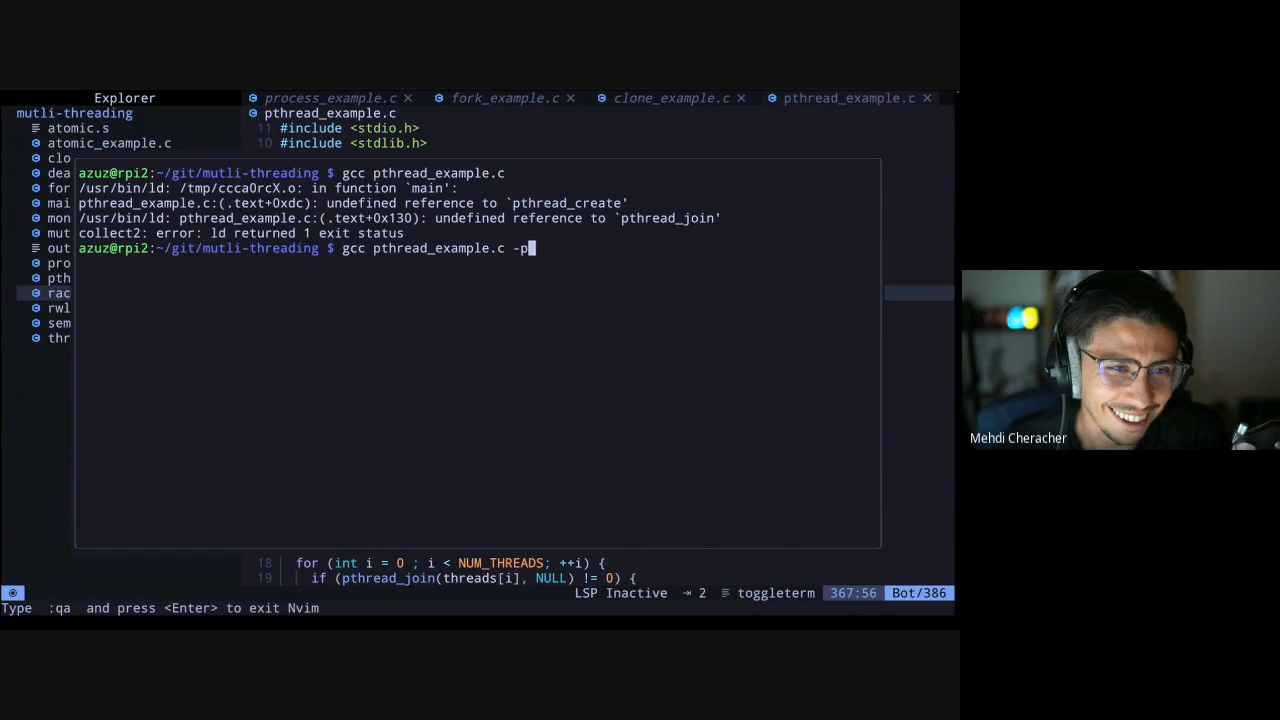 Explorer
process_example.c × fork_example.c × clone_example.c × pthread_example.c ×
mutli-threading
pthread_example.c
atomic.s
11 #include <stdio.h>
atomic_example.c
10 #include <stdlib.h>
clo
dea
for
mai
mon
mut
out
pro
pth
rac
rwl
sem
thr
azuz@rpi2:~/git/mutli-threading $ gcc pthread_example.c
/usr/bin/ld: /tmp/ccca0rcX.o: in function `main':
pthread_example.c:(.text+0xdc): undefined reference to `pthread_create'
/usr/bin/ld: pthread_example.c:(.text+0x130): undefined reference to `pthread_join'
collect2: error: ld returned 1 exit status
azuz@rpi2:~/git/mutli-threading $ gcc pthread_example.c -p
18 for (int i = 0 ; i < NUM_THREADS; ++i) {
19 if (pthread_join(threads[i], NULL) != 0) {
LSP Inactive ⇥ 2 toggleterm 367:56 Bot/386
Type :qa and press <Enter> to exit Nvim
Mehdi Cheracher